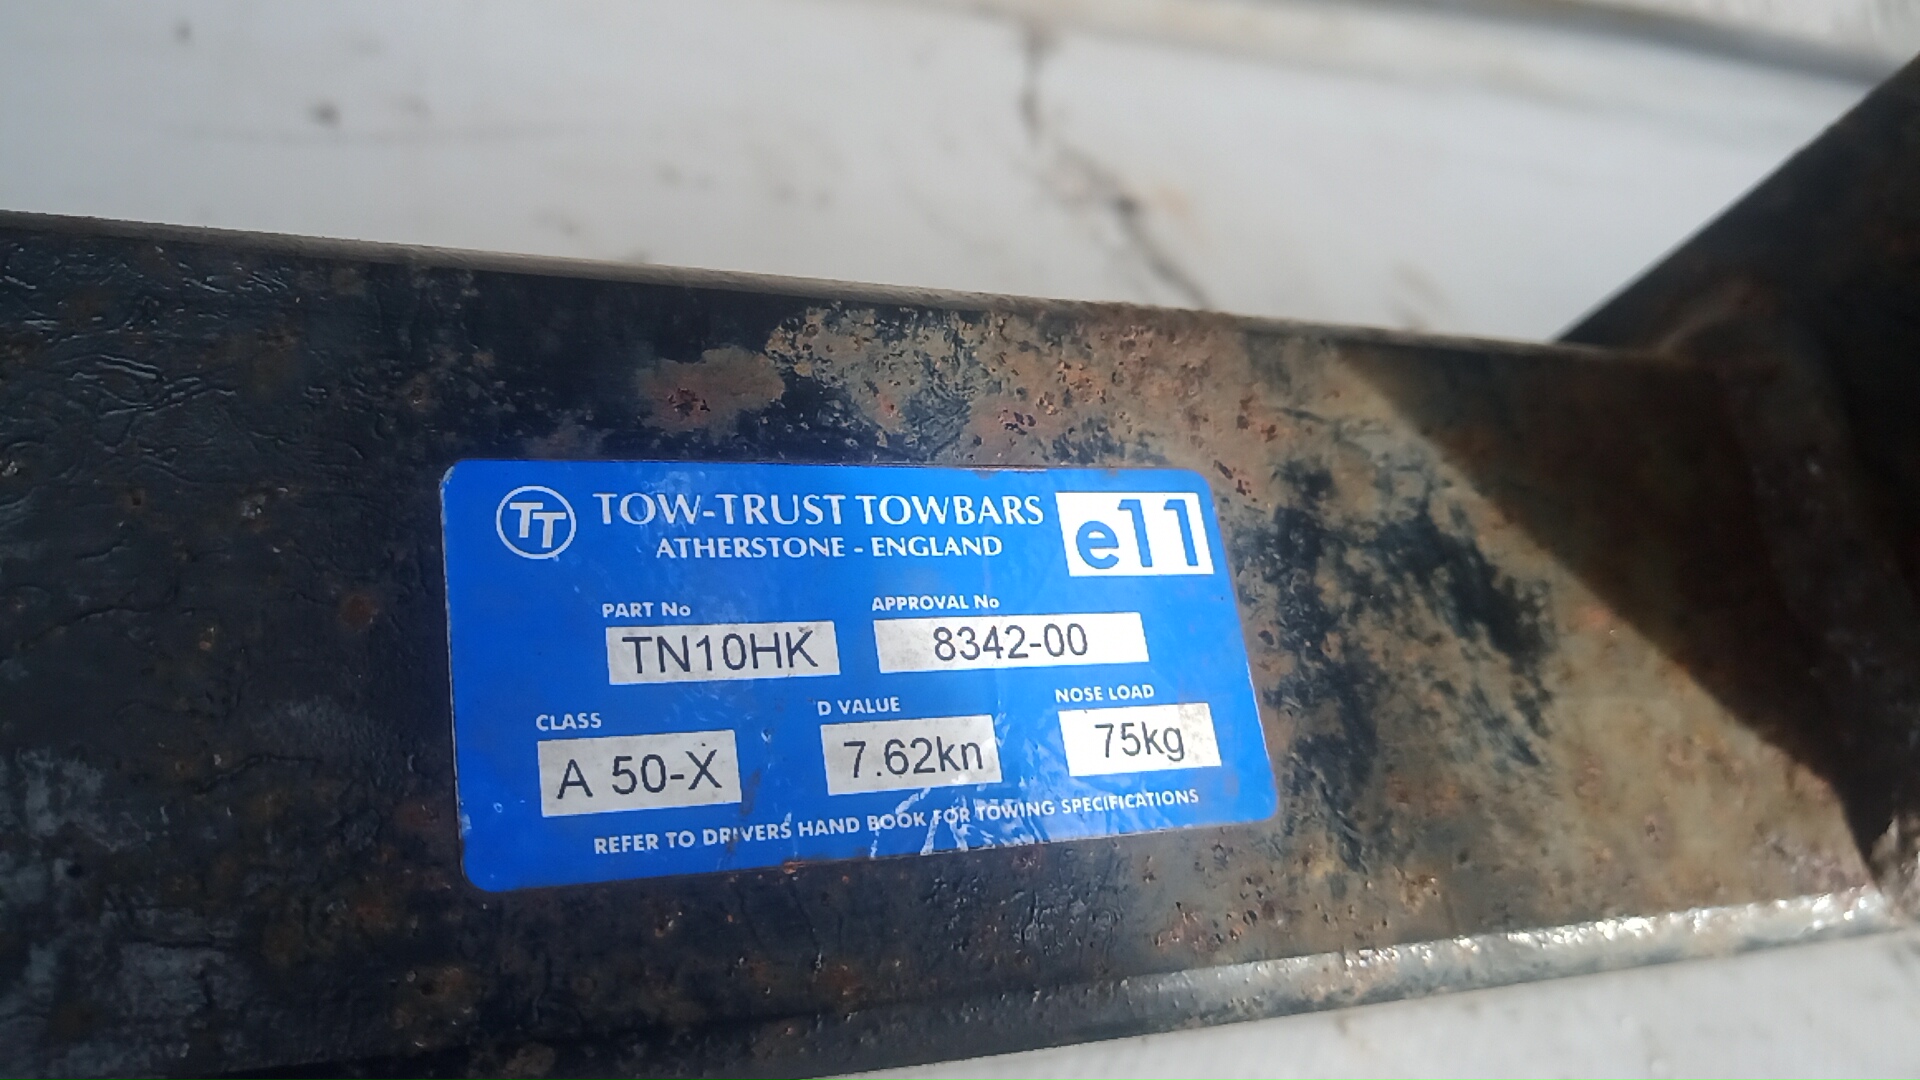 TT TOW-TRUST TOWBARS e11
ATHERSTONE - ENGLAND
PART No APPROVAL No
TN10HK 8342-00
CLASS D VALUE NOSE LOAD
A 50-X 7.62kn 75kg
REFER TO DRIVERS HAND BOOK FOR TOWING SPECIFICATIONS